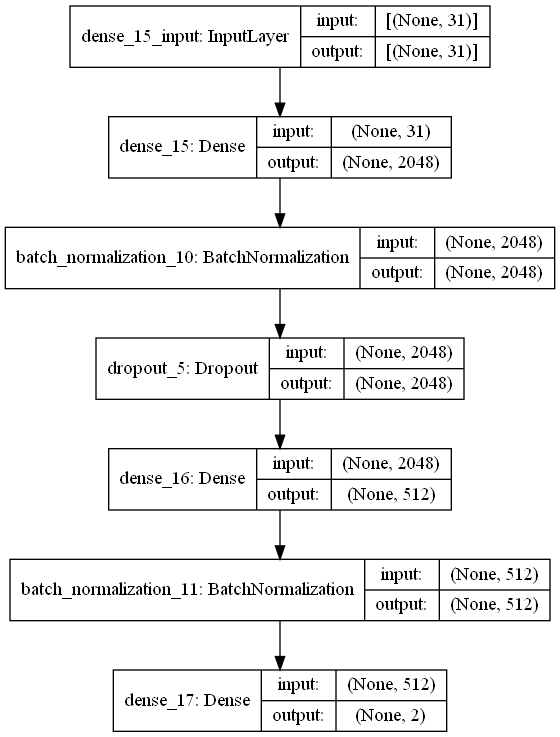 dense_15_input: InputLayer
input: [(None, 31)]
output: [(None, 31)]
dense_15: Dense
input: (None, 31)
output: (None, 2048)
batch_normalization_10: BatchNormalization
input: (None, 2048)
output: (None, 2048)
dropout_5: Dropout
input: (None, 2048)
output: (None, 2048)
dense_16: Dense
input: (None, 2048)
output: (None, 512)
batch_normalization_11: BatchNormalization
input: (None, 512)
output: (None, 512)
dense_17: Dense
input: (None, 512)
output: (None, 2)